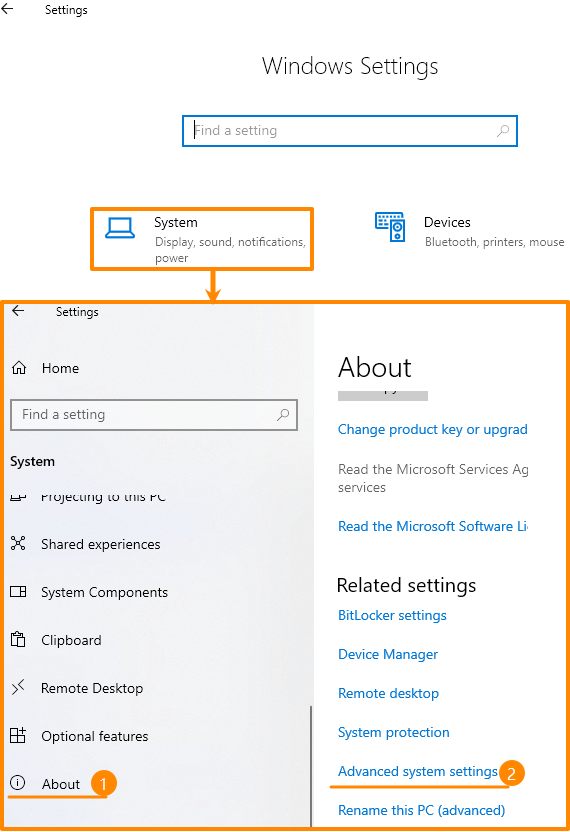 Settings
Windows Settings
Find a setting
System
Display, sound, notifications,
power
Devices
Bluetooth, printers, mouse
Settings
Home
Find a setting
System
Projecting to this PC
Shared experiences
System Components
Clipboard
Remote Desktop
Optional features
About 1
About
Change product key or upgrad
Read the Microsoft Services Ag
services
Read the Microsoft Software Li
Related settings
BitLocker settings
Device Manager
Remote desktop
System protection
Advanced system settings 2
Rename this PC (advanced)